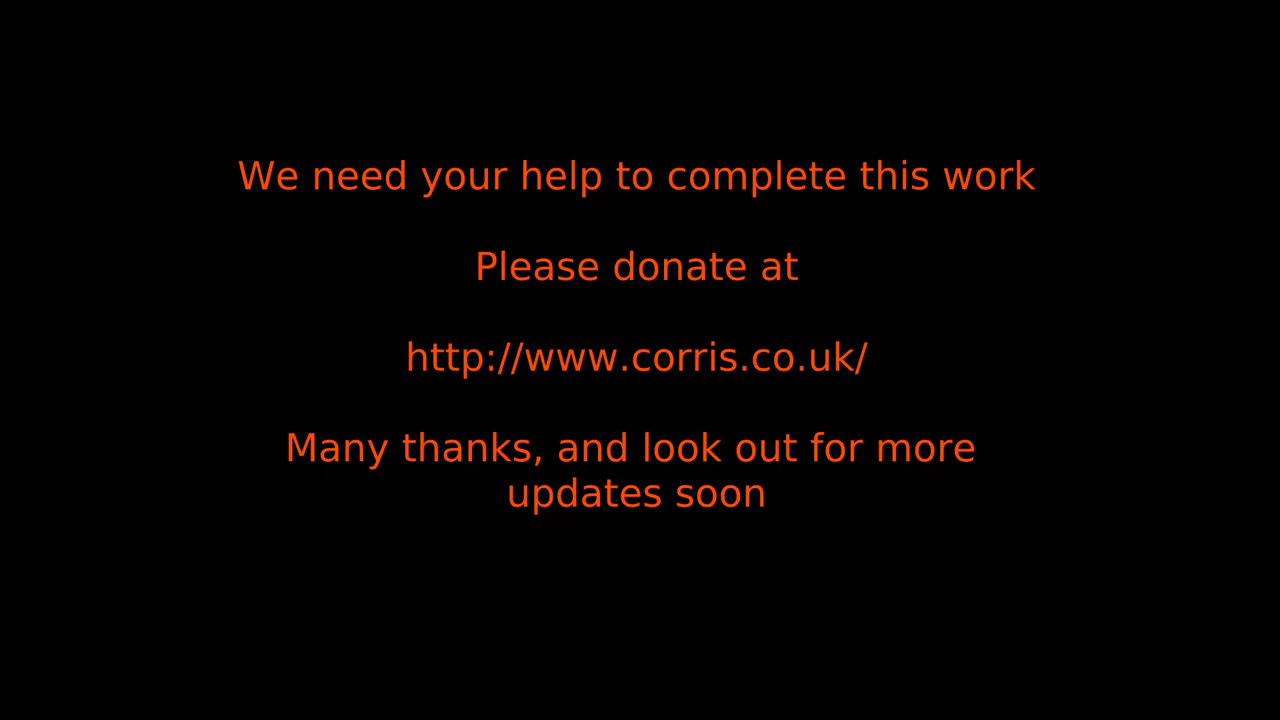 We need your help to complete this work
Please donate at
http://www.corris.co.uk/
Many thanks, and look out for more
updates soon